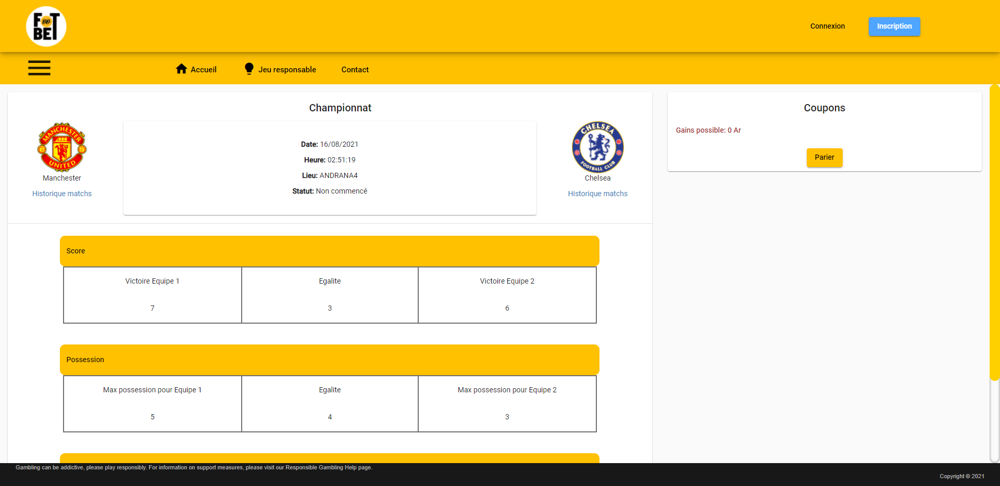 FOOT
BET
Connexion
Inscription
Accueil
Jeu responsable
Contact
Championnat
MANCHESTER
UNITED
Manchester
Historique matchs
Date: 16/08/2021
Heure: 02:51:19
Lieu: ANDRANA4
Statut: Non commencé
CHELSEA
FOOTBALL CLUB
Chelsea
Historique matchs
Coupons
Gains possible: 0 Ar
Parier
Score
Victoire Equipe 1
Egalite
Victoire Equipe 2
7
3
6
Possession
Max possession pour Equipe 1
Egalite
Max possession pour Equipe 2
5
4
3
Gambling can be addictive, please play responsibly. For information on support measures, please visit our Responsible Gambling Help page.
Copyright © 2021